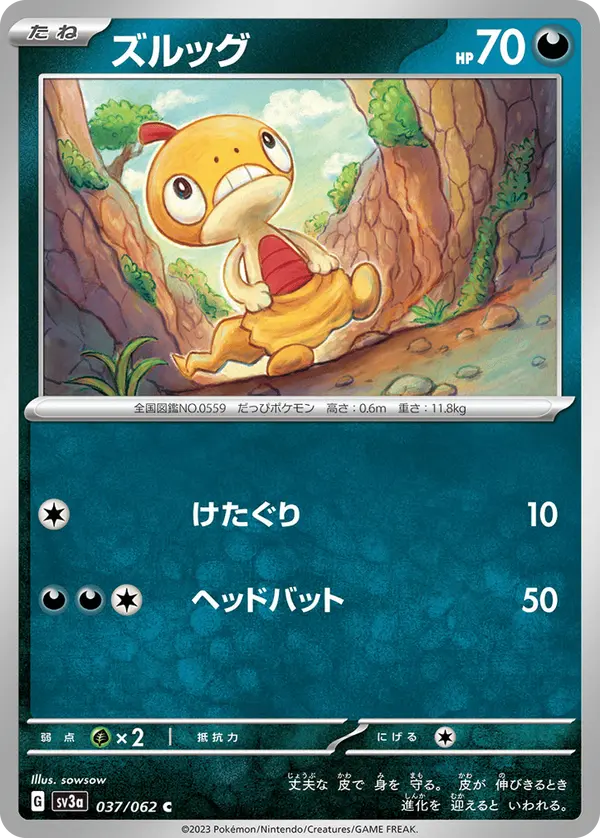 たね ズルッグ HP70
全国図鑑NO.0559 だっぴポケモン 高さ:0.6m 重さ:11.8kg
けたぐり 10
ヘッドバット 50
弱点 ×2 抵抗力 にげる
Illus. sowsow
G sv3a 037/062 C
丈夫な 皮で 身を 守る。 皮が 伸びきるとき
進化を 迎えると いわれる。
©2023 Pokémon/Nintendo/Creatures/GAME FREAK.